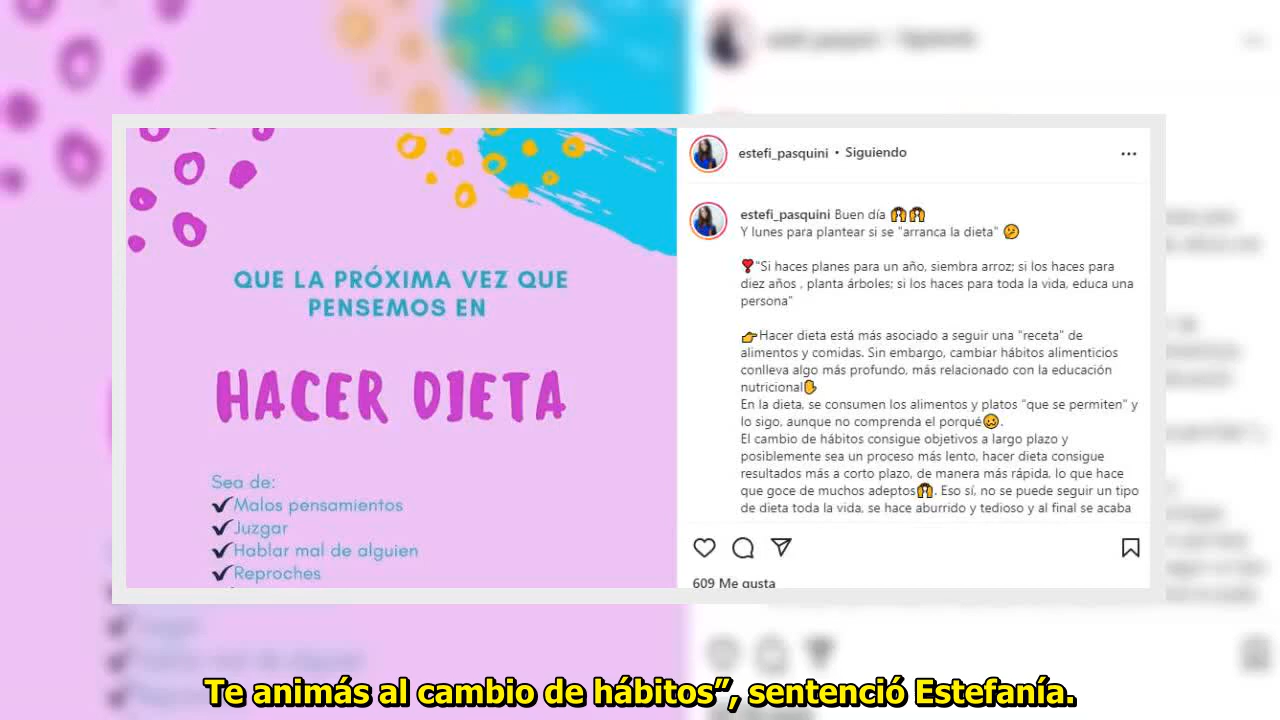 QUE LA PRÓXIMA VEZ QUE
PENSEMOS EN
HACER DIETA
Sea de:
✔Malos pensamientos
✔Juzgar
✔Hablar mal de alguien
✔Reproches
estefi_pasquini • Siguiendo
estefi_pasquini Buen día 🙌🙌
Y lunes para plantear si se "arranca la dieta" 🤔
❣"Si haces planes para un año, siembra arroz; si los haces para
diez años , planta árboles; si los haces para toda la vida, educa una
persona"
👉Hacer dieta está más asociado a seguir una "receta" de
alimentos y comidas. Sin embargo, cambiar hábitos alimenticios
conlleva algo más profundo, más relacionado con la educación
nutricional✋
En la dieta, se consumen los alimentos y platos "que se permiten" y
lo sigo, aunque no comprenda el porqué🥴.
El cambio de hábitos consigue objetivos a largo plazo y
posiblemente sea un proceso más lento, hacer dieta consigue
resultados más a corto plazo, de manera más rápida, lo que hace
que goce de muchos adeptos🙌. Eso sí, no se puede seguir un tipo
de dieta toda la vida, se hace aburrido y tedioso y al final se acaba
609 Me gusta
Te animás al cambio de hábitos”, sentenció Estefanía.